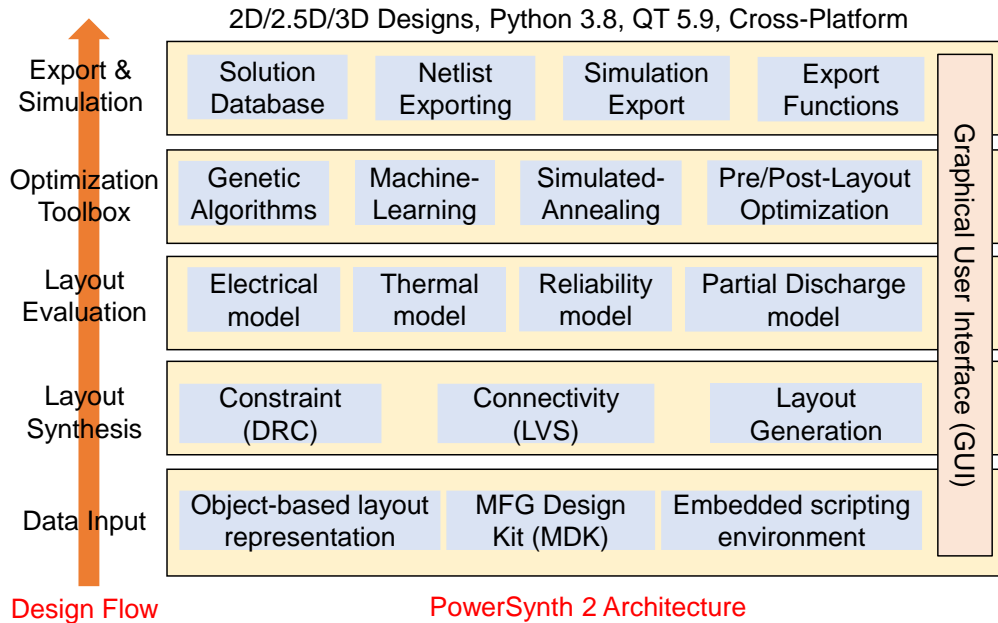 2D/2.5D/3D Designs, Python 3.8, QT 5.9, Cross-Platform
Export &
Simulation
Solution
Database
Netlist
Exporting
Simulation
Export
Export
Functions
Optimization
Toolbox
Genetic
Algorithms
Machine-
Learning
Simulated-
Annealing
Pre/Post-Layout
Optimization
Layout
Evaluation
Electrical
model
Thermal
model
Reliability
model
Partial Discharge
model
Layout
Synthesis
Constraint
(DRC)
Connectivity
(LVS)
Layout
Generation
Data Input
Object-based layout
representation
MFG Design
Kit (MDK)
Embedded scripting
environment
Graphical User Interface (GUI)
Design Flow
PowerSynth 2 Architecture